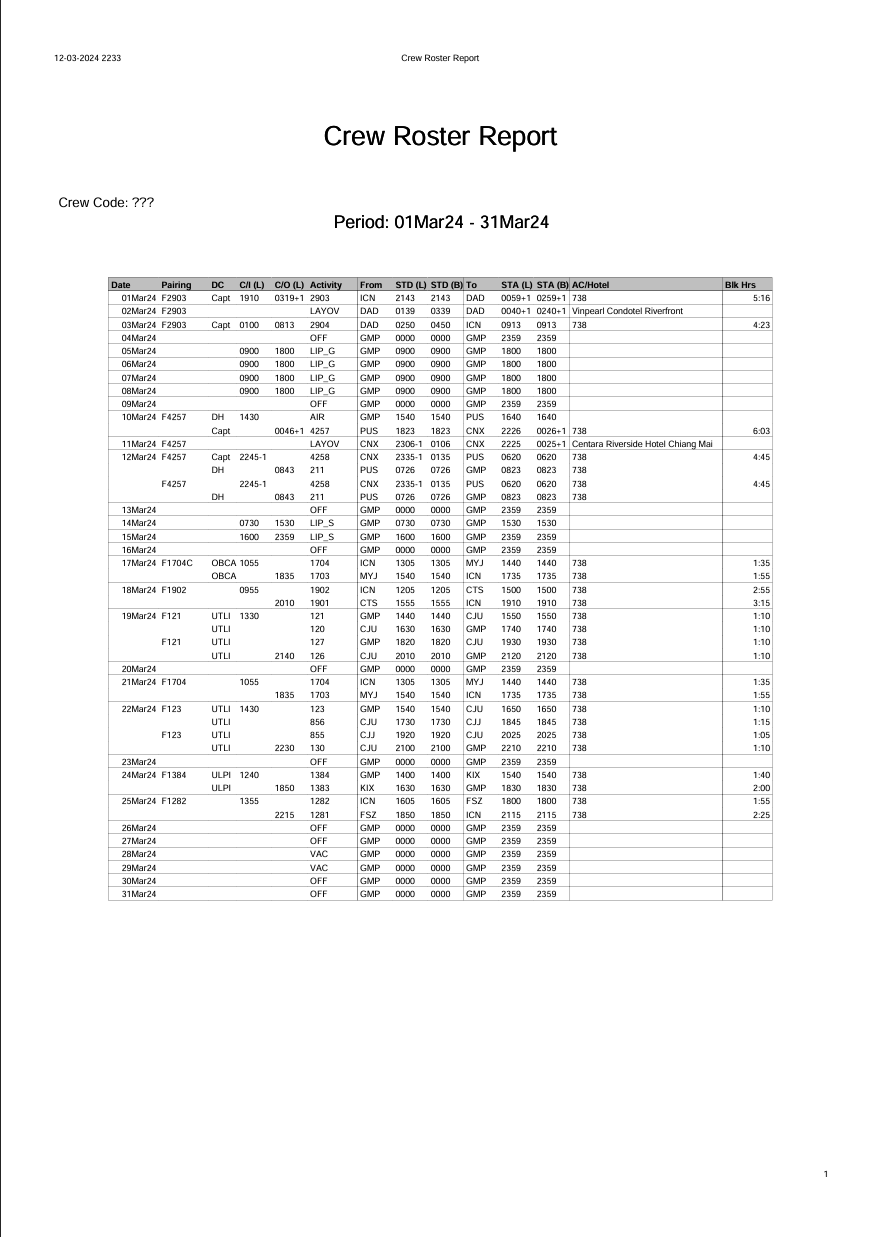 12-03-2024 2233 Crew Roster Report
Crew Roster Report
Crew Code: ???
Period: 01Mar24 - 31Mar24
Date Pairing DC C/I (L) C/O (L) Activity From STD (L) STD (B) To STA (L) STA (B) AC/Hotel Blk Hrs
01Mar24 F2903 Capt 1910 0319+1 2903 ICN 2143 2143 DAD 0059+1 0259+1 738 5:16
02Mar24 F2903 LAYOV DAD 0139 0339 DAD 0040+1 0240+1 Vinpearl Condotel Riverfront
03Mar24 F2903 Capt 0100 0813 2904 DAD 0250 0450 ICN 0913 0913 738 4:23
04Mar24 OFF GMP 0000 0000 GMP 2359 2359
05Mar24 0900 1800 LIP_G GMP 0900 0900 GMP 1800 1800
06Mar24 0900 1800 LIP_G GMP 0900 0900 GMP 1800 1800
07Mar24 0900 1800 LIP_G GMP 0900 0900 GMP 1800 1800
08Mar24 0900 1800 LIP_G GMP 0900 0900 GMP 1800 1800
09Mar24 OFF GMP 0000 0000 GMP 2359 2359
10Mar24 F4257 DH 1430 AIR GMP 1540 1540 PUS 1640 1640
Capt 0046+1 4257 PUS 1823 1823 CNX 2226 0026+1 738 6:03
11Mar24 F4257 LAYOV CNX 2306-1 0106 CNX 2225 0025+1 Centara Riverside Hotel Chiang Mai
12Mar24 F4257 Capt 2245-1 4258 CNX 2335-1 0135 PUS 0620 0620 738 4:45
DH 0843 211 PUS 0726 0726 GMP 0823 0823 738
F4257 2245-1 4258 CNX 2335-1 0135 PUS 0620 0620 738 4:45
DH 0843 211 PUS 0726 0726 GMP 0823 0823 738
13Mar24 OFF GMP 0000 0000 GMP 2359 2359
14Mar24 0730 1530 LIP_S GMP 0730 0730 GMP 1530 1530
15Mar24 1600 2359 LIP_S GMP 1600 1600 GMP 2359 2359
16Mar24 OFF GMP 0000 0000 GMP 2359 2359
17Mar24 F1704C OBCA 1055 1704 ICN 1305 1305 MYJ 1440 1440 738 1:35
OBCA 1835 1703 MYJ 1540 1540 ICN 1735 1735 738 1:55
18Mar24 F1902 0955 1902 ICN 1205 1205 CTS 1500 1500 738 2:55
2010 1901 CTS 1555 1555 ICN 1910 1910 738 3:15
19Mar24 F121 UTLI 1330 121 GMP 1440 1440 CJU 1550 1550 738 1:10
UTLI 120 CJU 1630 1630 GMP 1740 1740 738 1:10
F121 UTLI 127 GMP 1820 1820 CJU 1930 1930 738 1:10
UTLI 2140 126 CJU 2010 2010 GMP 2120 2120 738 1:10
20Mar24 OFF GMP 0000 0000 GMP 2359 2359
21Mar24 F1704 1055 1704 ICN 1305 1305 MYJ 1440 1440 738 1:35
1835 1703 MYJ 1540 1540 ICN 1735 1735 738 1:55
22Mar24 F123 UTLI 1430 123 GMP 1540 1540 CJU 1650 1650 738 1:10
UTLI 856 CJU 1730 1730 CJJ 1845 1845 738 1:15
F123 UTLI 855 CJJ 1920 1920 CJU 2025 2025 738 1:05
UTLI 2230 130 CJU 2100 2100 GMP 2210 2210 738 1:10
23Mar24 OFF GMP 0000 0000 GMP 2359 2359
24Mar24 F1384 ULPI 1240 1384 GMP 1400 1400 KIX 1540 1540 738 1:40
ULPI 1850 1383 KIX 1630 1630 GMP 1830 1830 738 2:00
25Mar24 F1282 1355 1282 ICN 1605 1605 FSZ 1800 1800 738 1:55
2215 1281 FSZ 1850 1850 ICN 2115 2115 738 2:25
26Mar24 OFF GMP 0000 0000 GMP 2359 2359
27Mar24 OFF GMP 0000 0000 GMP 2359 2359
28Mar24 VAC GMP 0000 0000 GMP 2359 2359
29Mar24 VAC GMP 0000 0000 GMP 2359 2359
30Mar24 OFF GMP 0000 0000 GMP 2359 2359
31Mar24 OFF GMP 0000 0000 GMP 2359 2359
1